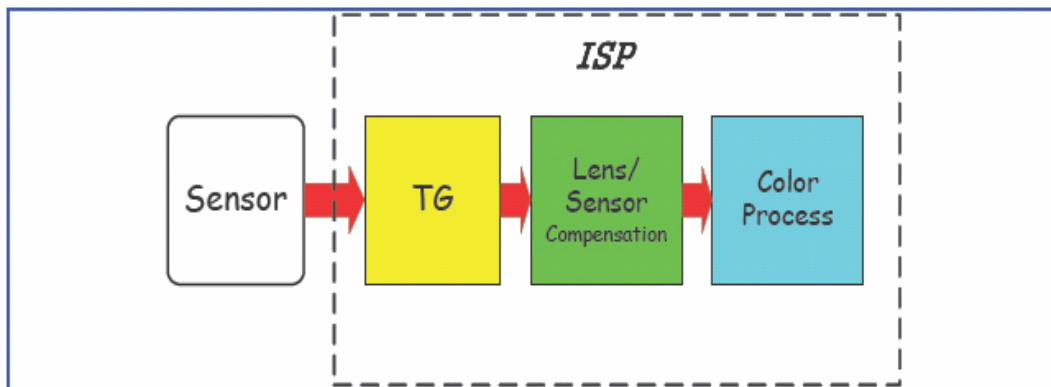 ISP
Sensor
TG
Lens/
Sensor
Compensation
Color
Process